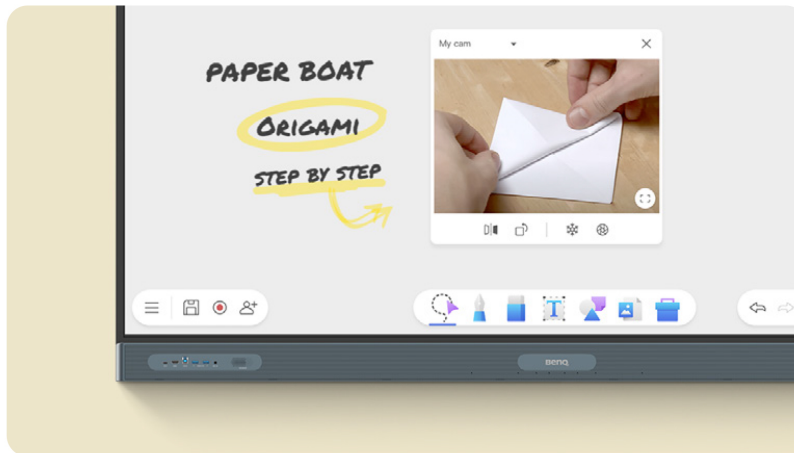 PAPER BOAT
ORIGAMI
STEP BY STEP
My cam
T
BenQ